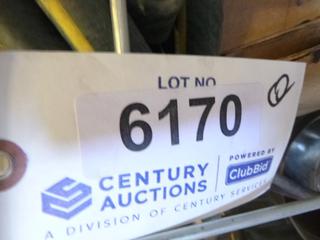 LOT NO.
6170
CENTURY
AUCTIONS
POWERED BY
ClubBid
A DIVISION OF CENTURY SERVICES